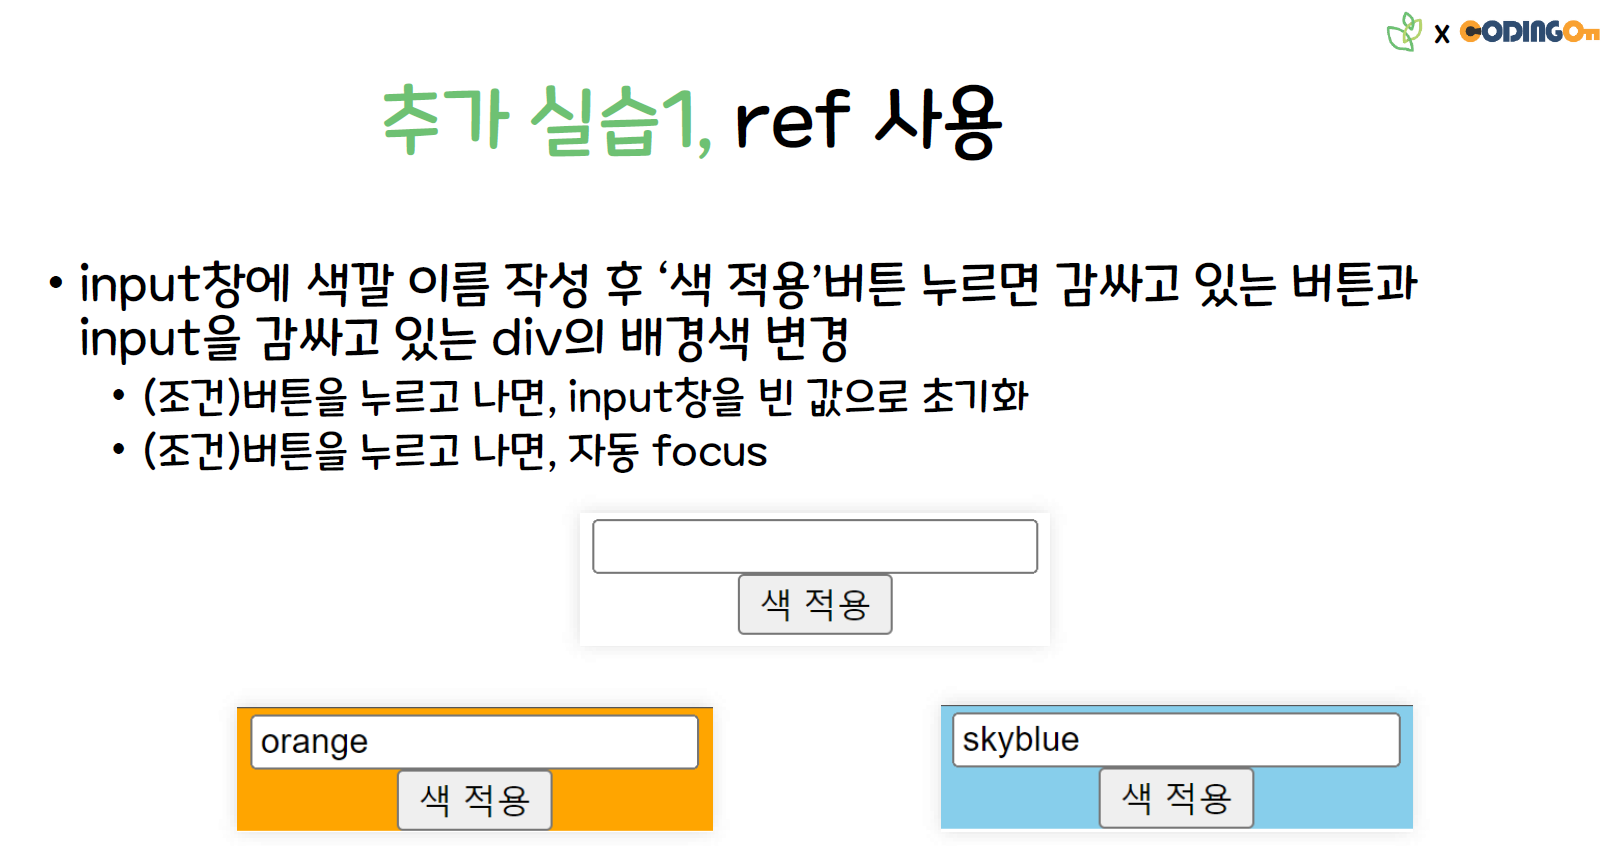 x CODINGOn
추가 실습1, ref 사용
• input창에 색깔 이름 작성 후 ‘색 적용’버튼 누르면 감싸고 있는 버튼과
input을 감싸고 있는 div의 배경색 변경
• (조건)버튼을 누르고 나면, input창을 빈 값으로 초기화
• (조건)버튼을 누르고 나면, 자동 focus
색 적용
orange
색 적용
skyblue
색 적용